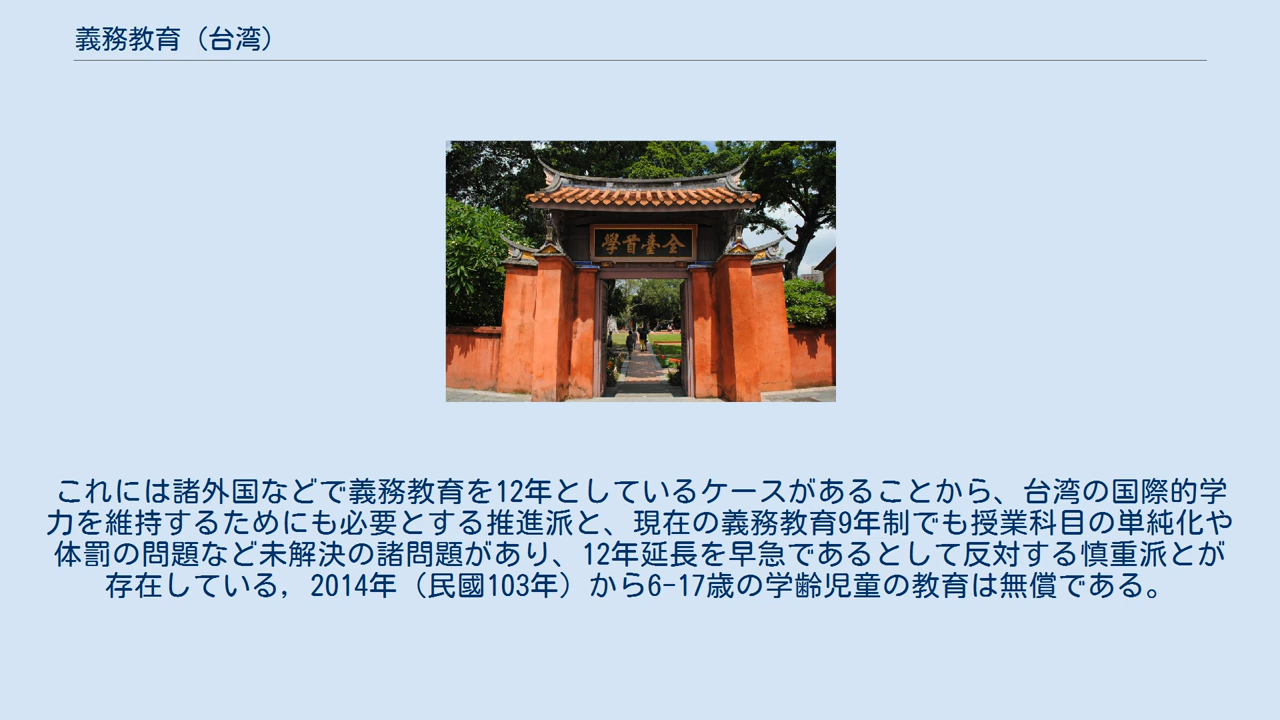 義務教育（台湾）
學首臺全
これには諸外国などで義務教育を12年としているケースがあることから、台湾の国際的学
力を維持するためにも必要とする推進派と、現在の義務教育9年制でも授業科目の単純化や
体罰の問題など未解決の諸問題があり、12年延長を早急であるとして反対する慎重派とが
存在している，2014年（民國103年）から6-17歳の学齢児童の教育は無償である。